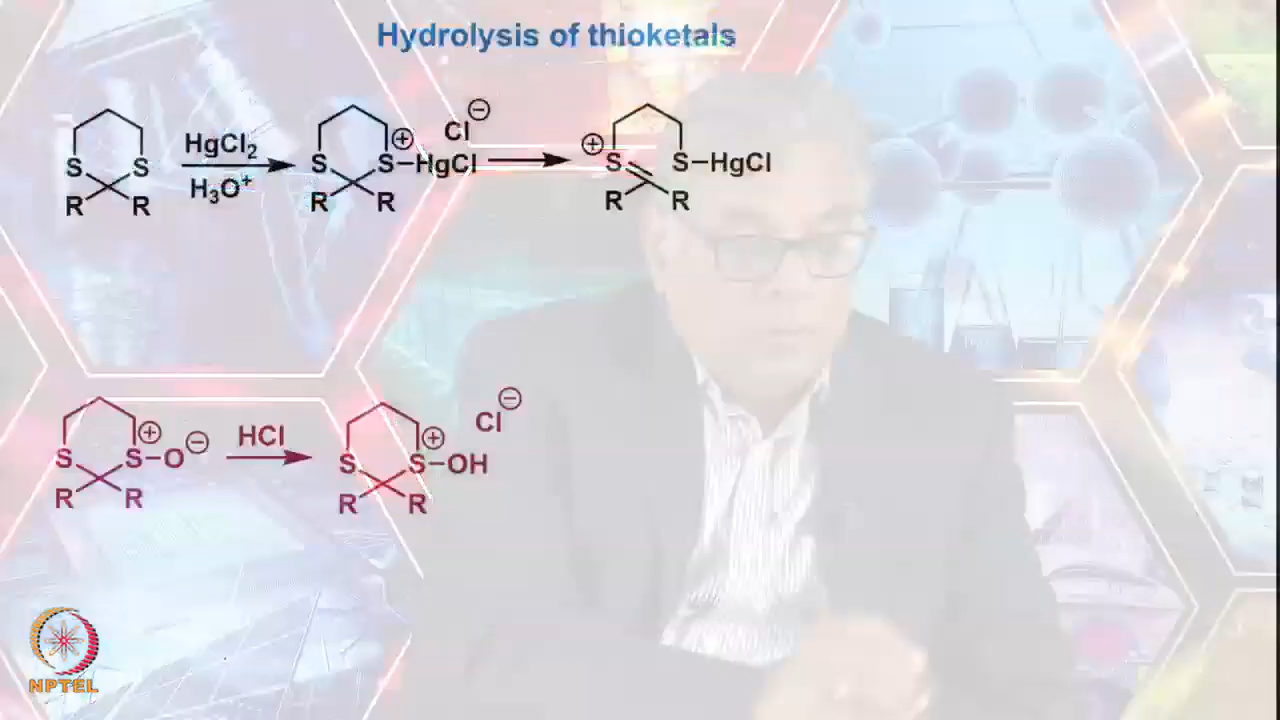 Hydrolysis of thioketals
S S R R
HgCl₂
H₃O⁺
S ⊕ S–HgCl Cl ⊖ R R
⊕ S S–HgCl R R
S ⊕ S–O ⊖ R R
HCl
S ⊕ S–OH Cl ⊖ R R
NPTEL